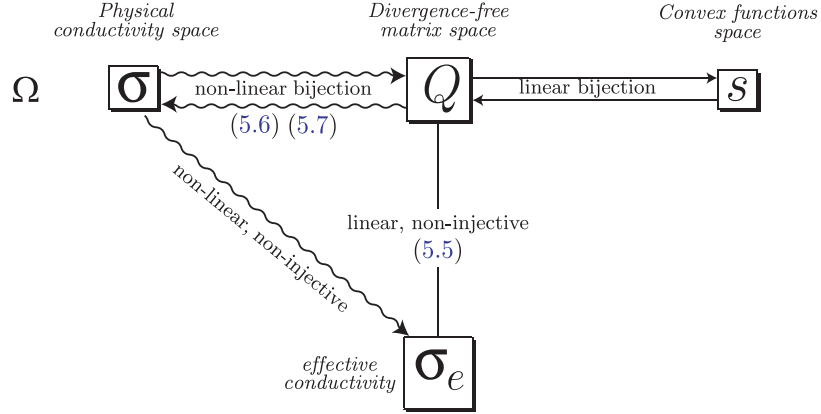 Physical
conductivity space
Divergence-free
matrix space
Convex functions
space
Ω
σ
non-linear bijection
(5.6) (5.7)
Q
linear bijection
s
non-linear, non-injective
linear, non-injective
(5.5)
effective
conductivity
σe